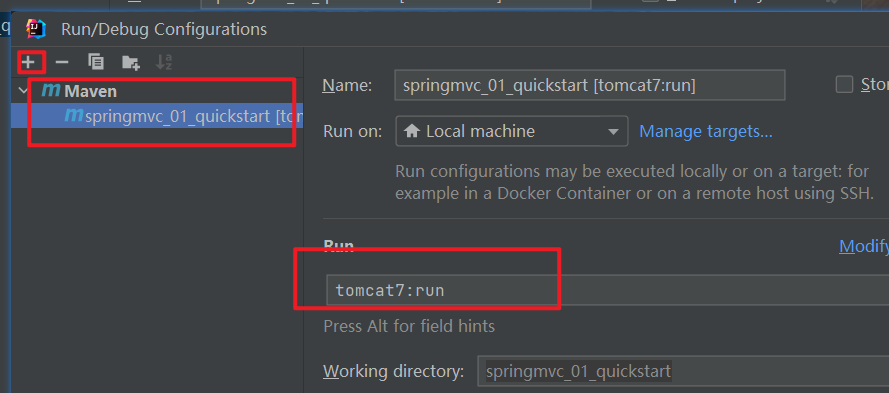 Run/Debug Configurations
Maven
springmvc_01_quickstart [tom
Name: springmvc_01_quickstart [tomcat7:run]
Run on: Local machine Manage targets...
Run configurations may be executed locally or on a target: for
example in a Docker Container or on a remote host using SSH.
Run Modify
tomcat7:run
Press Alt for field hints
Working directory: springmvc_01_quickstart